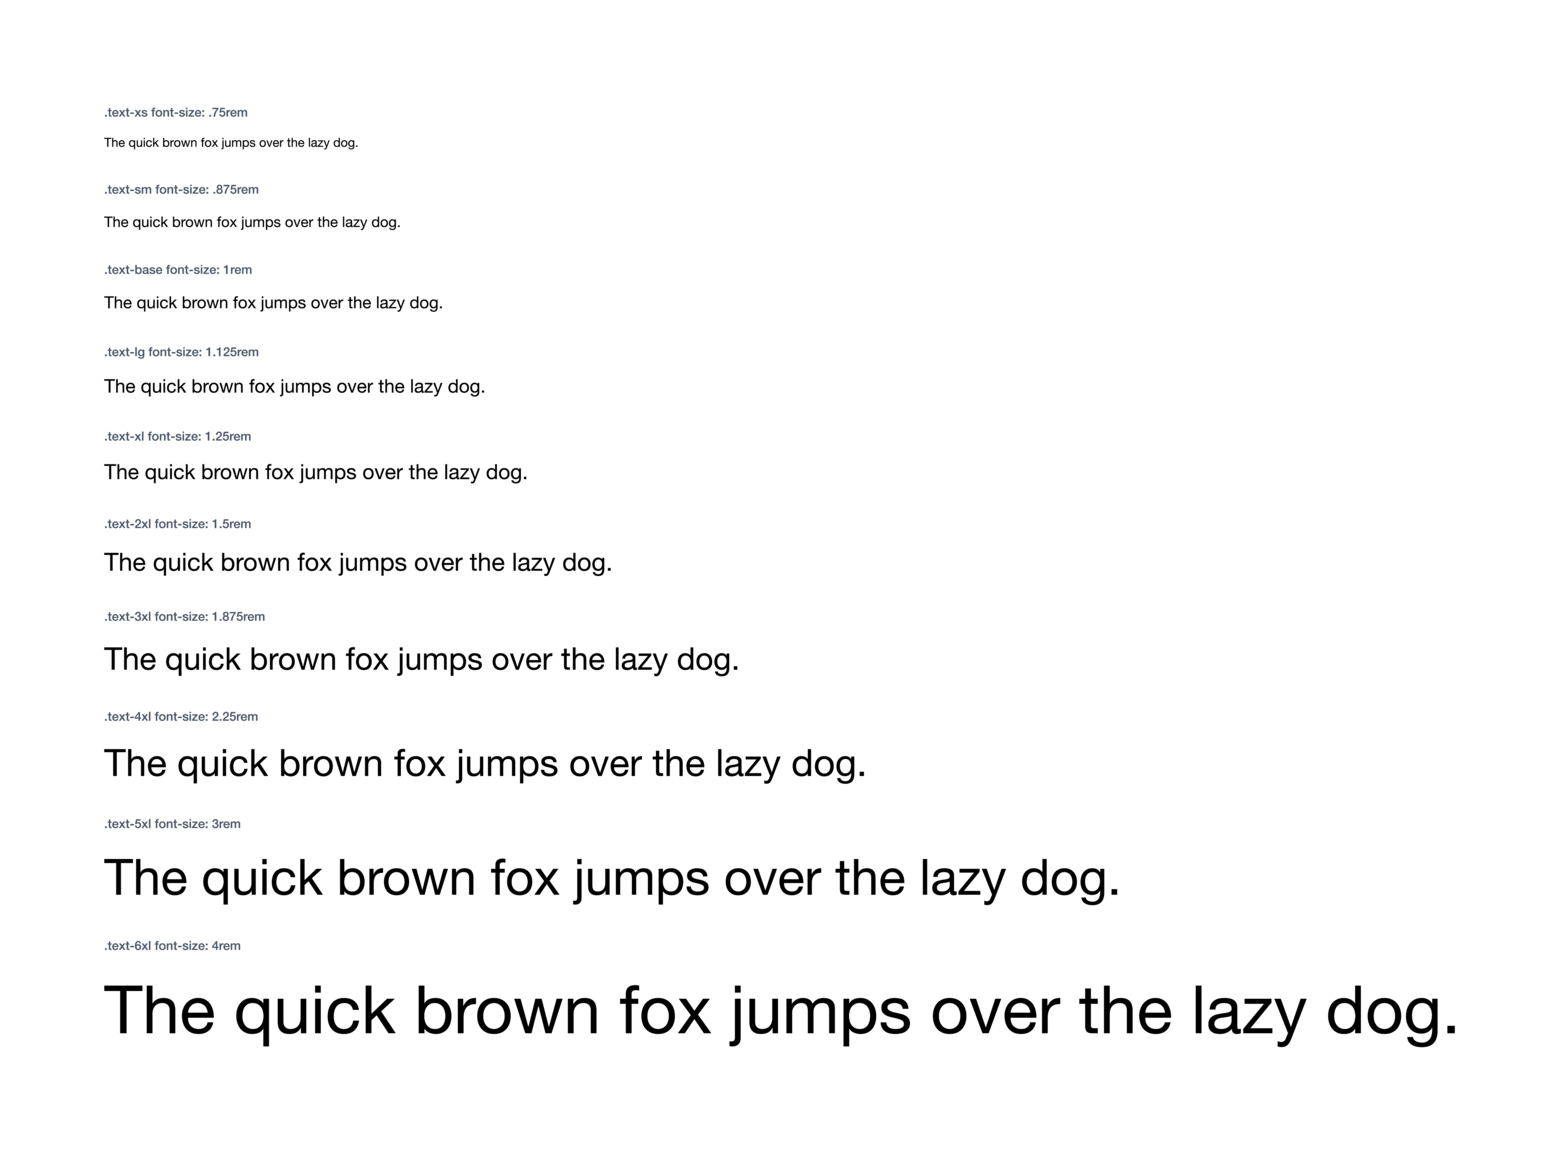 .text-xs font-size: .75rem
The quick brown fox jumps over the lazy dog.
.text-sm font-size: .875rem
The quick brown fox jumps over the lazy dog.
.text-base font-size: 1rem
The quick brown fox jumps over the lazy dog.
.text-lg font-size: 1.125rem
The quick brown fox jumps over the lazy dog.
.text-xl font-size: 1.25rem
The quick brown fox jumps over the lazy dog.
.text-2xl font-size: 1.5rem
The quick brown fox jumps over the lazy dog.
.text-3xl font-size: 1.875rem
The quick brown fox jumps over the lazy dog.
.text-4xl font-size: 2.25rem
The quick brown fox jumps over the lazy dog.
.text-5xl font-size: 3rem
The quick brown fox jumps over the lazy dog.
.text-6xl font-size: 4rem
The quick brown fox jumps over the lazy dog.